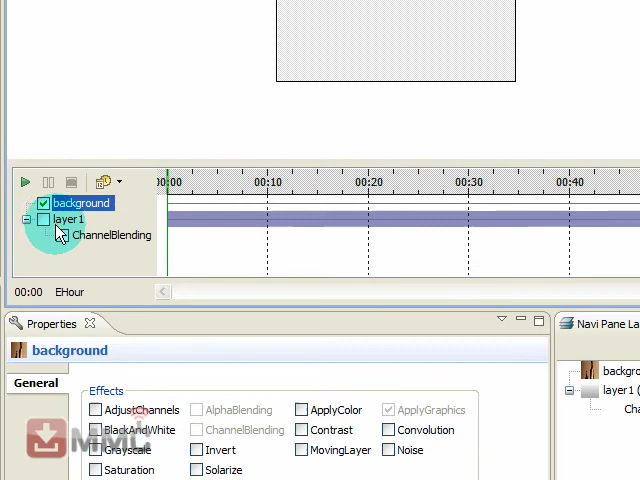 00:00 00:10 00:20 00:30 00:40
background
layer1
ChannelBlending
00:00 EHour
Properties
Navi Pane La
background
backgro
General
layer1 (
Effects
Cha
AdjustChannels AlphaBlending ApplyColor ApplyGraphics
BlackAndWhite ChannelBlending Contrast Convolution
Grayscale Invert MovingLayer Noise
Saturation Solarize
MMC